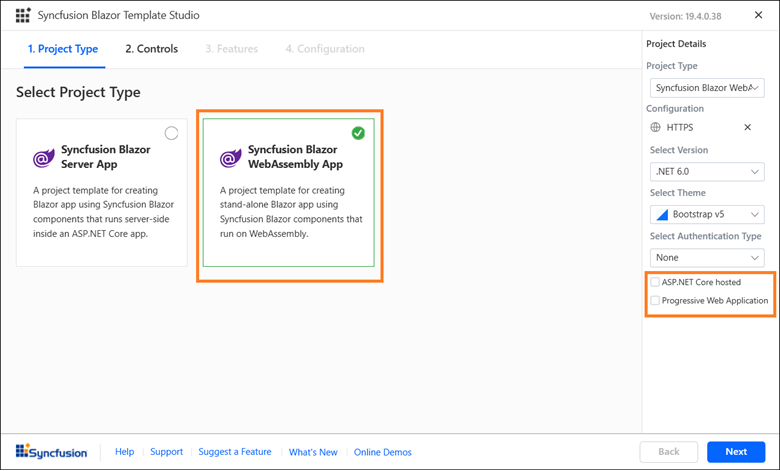 Syncfusion Blazor Template Studio
Version: 19.4.0.38
1. Project Type
2. Controls
3. Features
4. Configuration
Select Project Type
Syncfusion Blazor
Server App
A project template for creating
Blazor app using Syncfusion Blazor
components that runs server-side
inside an ASP.NET Core app.
Syncfusion Blazor
WebAssembly App
A project template for creating
stand-alone Blazor app using
Syncfusion Blazor components that
run on WebAssembly.
Project Details
Project Type
Syncfusion Blazor WebA
Configuration
HTTPS
Select Version
.NET 6.0
Select Theme
Bootstrap v5
Select Authentication Type
None
ASP.NET Core hosted
Progressive Web Application
Syncfusion
Help
Support
Suggest a Feature
What's New
Online Demos
Back
Next